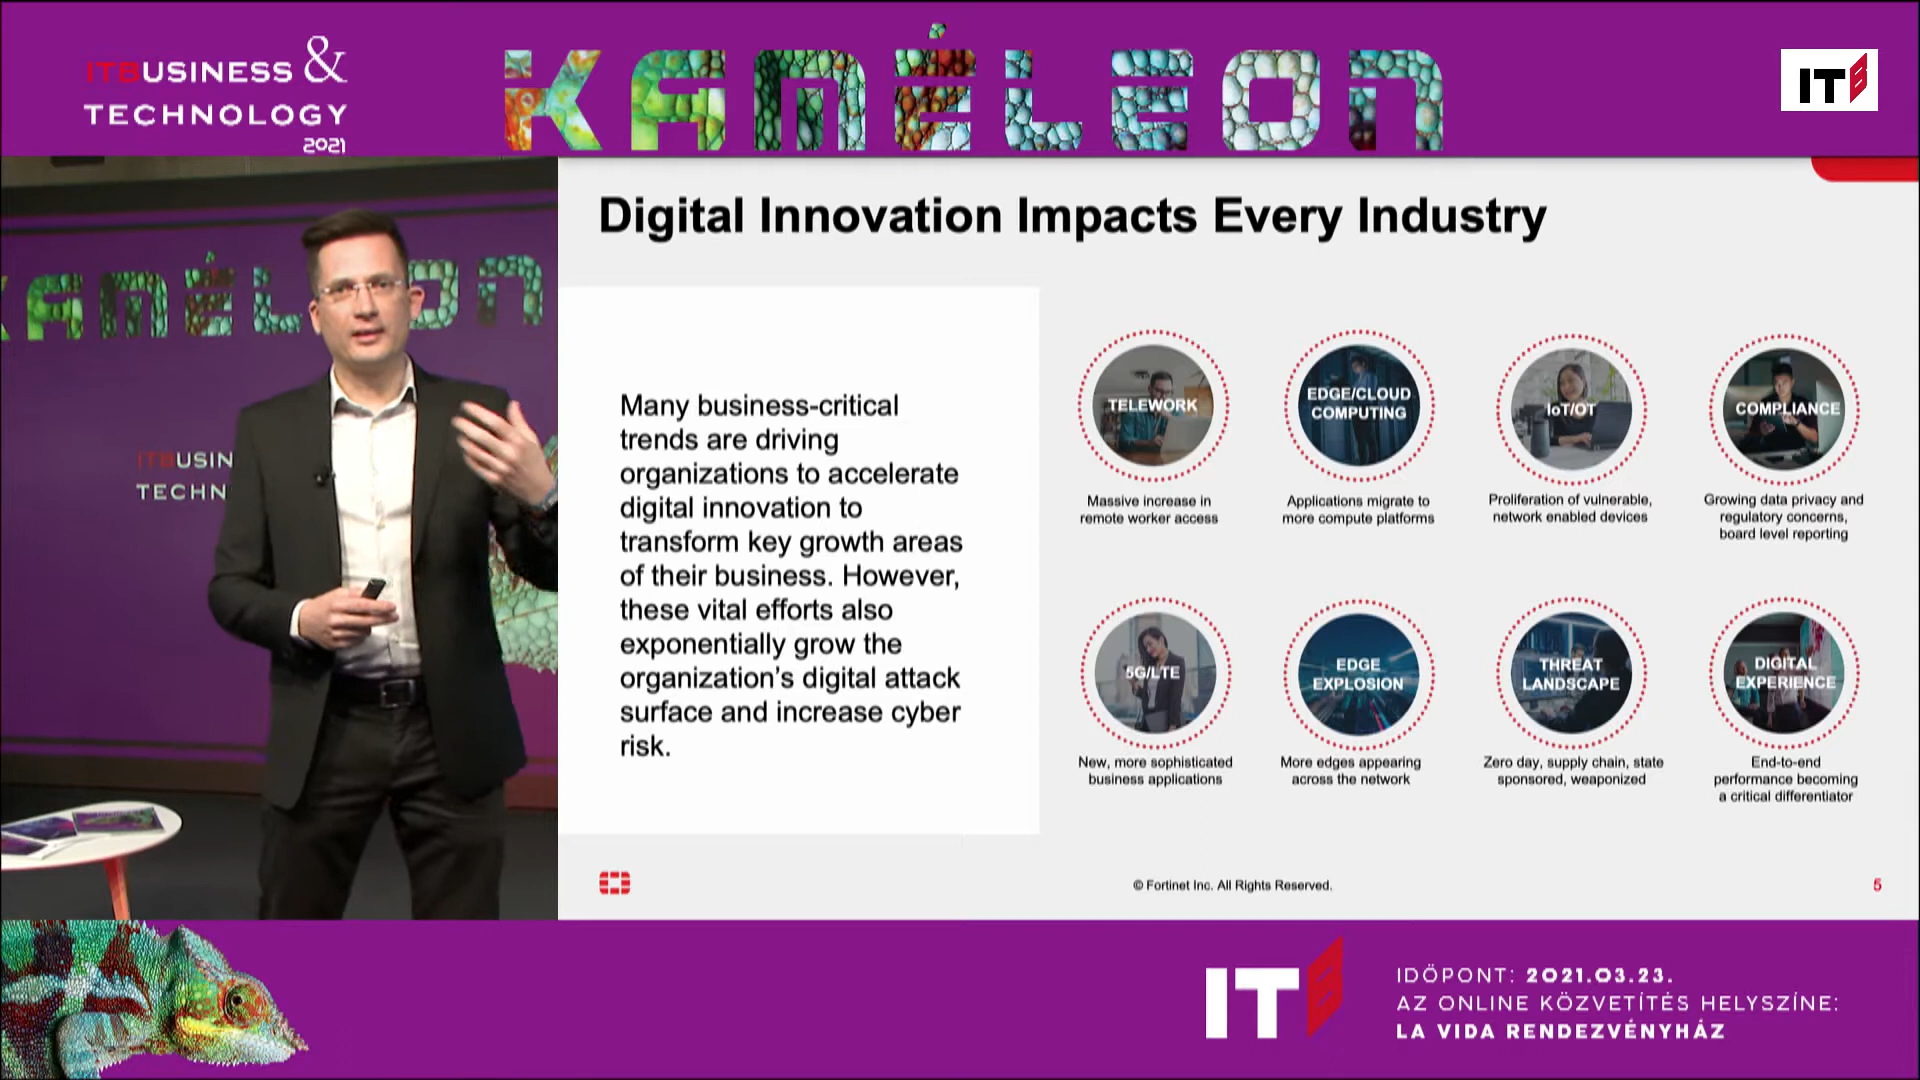 ITBUSINESS &
TECHNOLOGY
2021
KAMÉLEON
ITB
KAMÉLEON
ITBUSIN
TECHN
Digital Innovation Impacts Every Industry
Many business-critical
trends are driving
organizations to accelerate
digital innovation to
transform key growth areas
of their business. However,
these vital efforts also
exponentially grow the
organization's digital attack
surface and increase cyber
risk.
TELEWORK
Massive increase in
remote worker access
EDGE/CLOUD
COMPUTING
Applications migrate to
more compute platforms
IoT/OT
Proliferation of vulnerable,
network enabled devices
COMPLIANCE
Growing data privacy and
regulatory concerns,
board level reporting
5G/LTE
New, more sophisticated
business applications
EDGE
EXPLOSION
More edges appearing
across the network
THREAT
LANDSCAPE
Zero day, supply chain, state
sponsored, weaponized
DIGITAL
EXPERIENCE
End-to-end
performance becoming
a critical differentiator
© Fortinet Inc. All Rights Reserved.
5
ITB
IDŐPONT: 2021.03.23.
AZ ONLINE KÖZVETÍTÉS HELYSZÍNE:
LA VIDA RENDEZVÉNYHÁZ